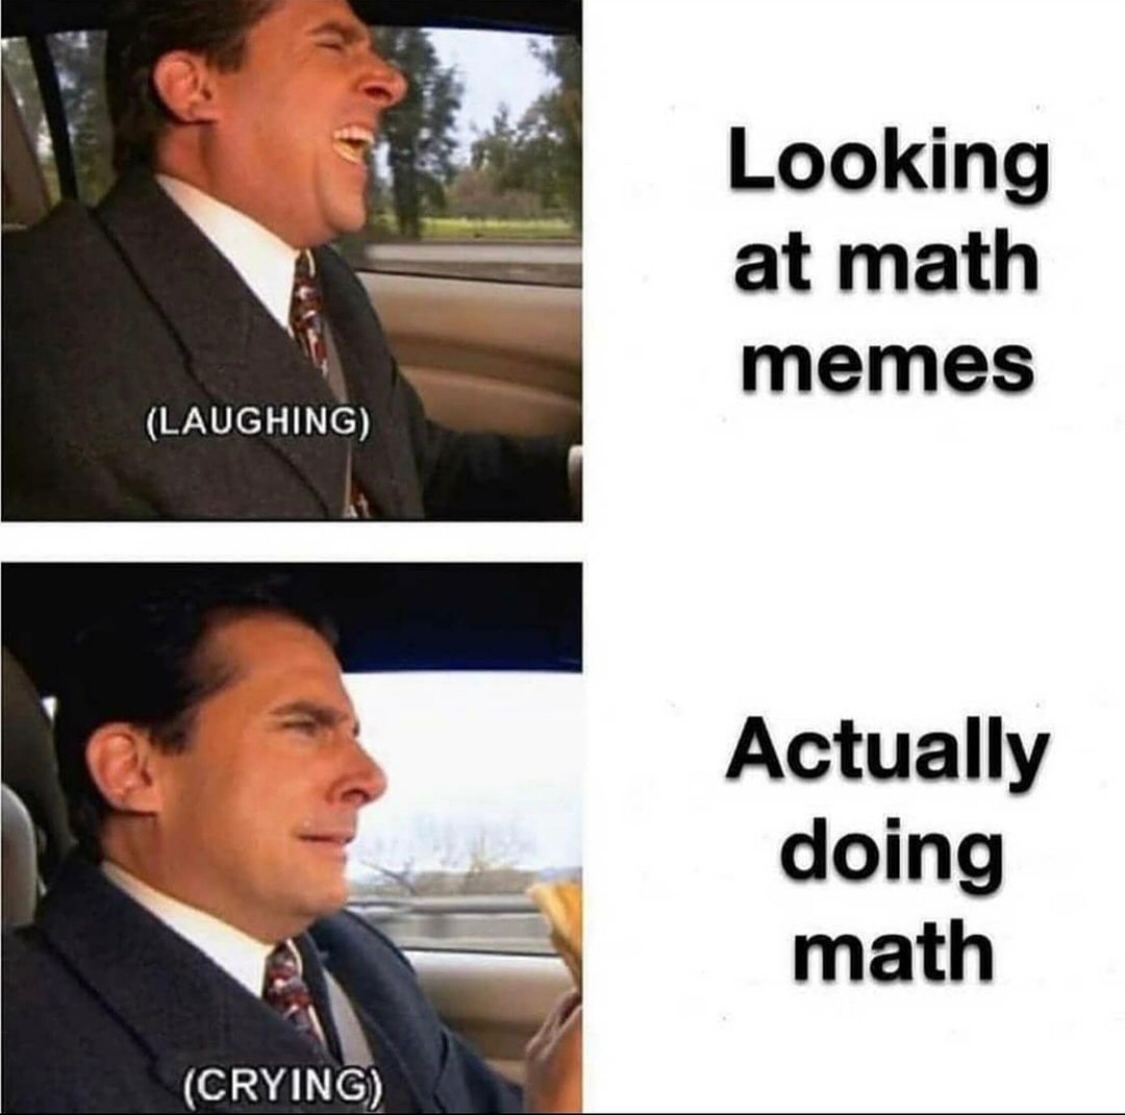 Looking
at math
memes
(LAUGHING)
Actually
doing
math
(CRYING)